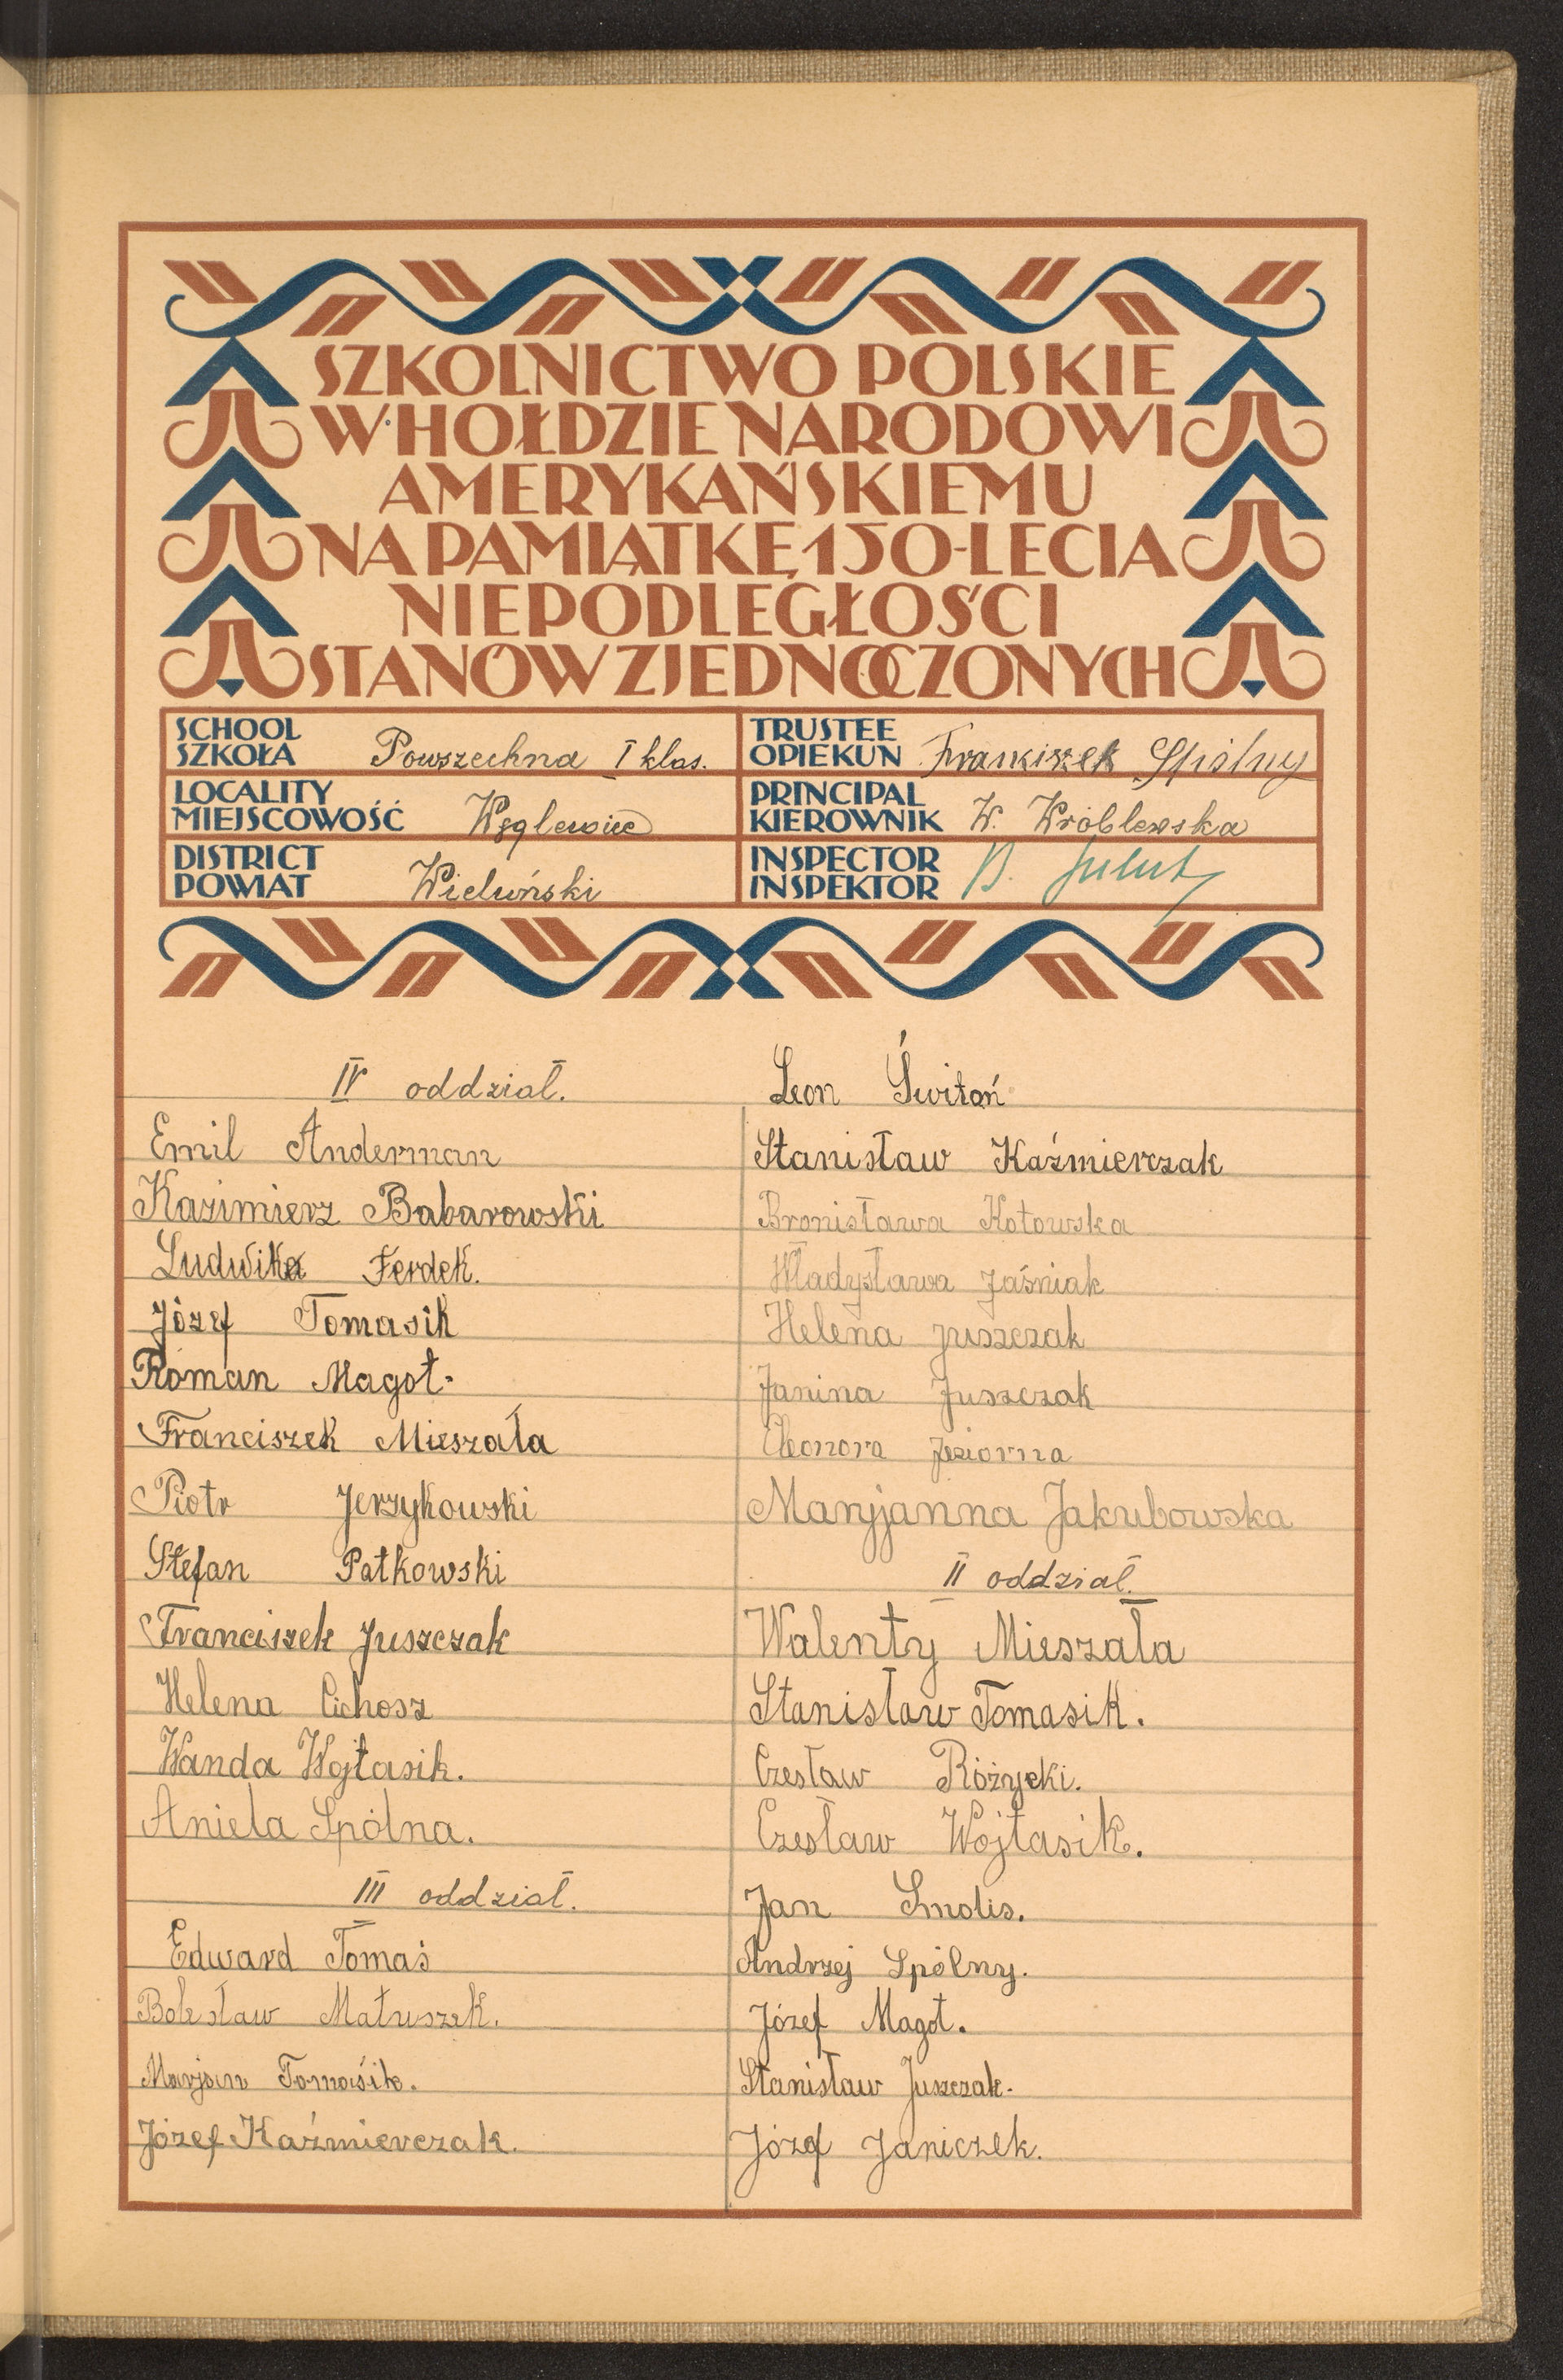 SZKOLNICTWO POLSKIE
W HOŁDZIE NARODOWI
AMERYKAŃSKIEMU
NA PAMIĄTKĘ 150-LECIA
NIEPODLEGŁOŚCI
STANÓW ZJEDNOCZONYCH
SCHOOL
SZKOŁA Powszechna I klas.
TRUSTEE
OPIEKUN Franciszek Spólny
LOCALITY
MIEJSCOWOŚĆ Węglewice
PRINCIPAL
KIEROWNIK W. Wróblewska
DISTRICT
POWIAT Wieluński
INSPECTOR
INSPEKTOR
IV oddział.
Emil Anderman
Kazimierz Babarowski
Ludwika Ferdek.
Józef Tomasik
Roman Magot.
Franciszek Mieszała
Piotr Jerzykowski
Stefan Patkowski
Franciszek Juszczak
Helena Cichosz
Wanda Wojtasik.
Aniela Spólna.
III oddział.
Edward Tomaś
Bolesław Matuszek.
Marjan Tomasik.
Józef Kaźmierczak.
Leon Świtoń
Stanisław Kaźmierczak
Bronisława Kotowska
Władysława Jaśniak
Helena Juszczak
Janina Juszczak
Eleonora Jeziorna
Maryjanna Jakubowska
II oddział.
Walenty Mieszała
Stanisław Tomasik.
Czesław Różycki.
Czesław Wojtasik.
Jan Smolis.
Andrzej Spólny.
Józef Magot.
Stanisław Juszczak.
Józef Janiczek.